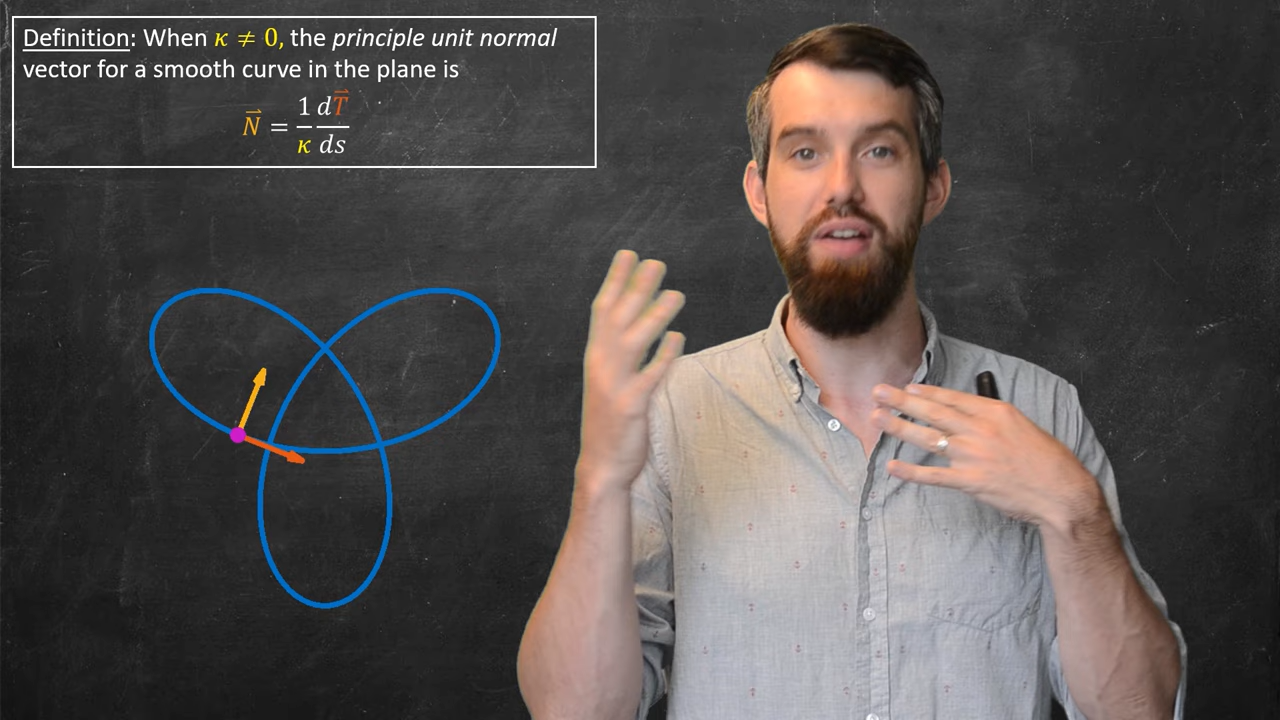 Definition: When κ ≠ 0, the principle unit normal
vector for a smooth curve in the plane is
N⃗ = 1/κ dT⃗/ds